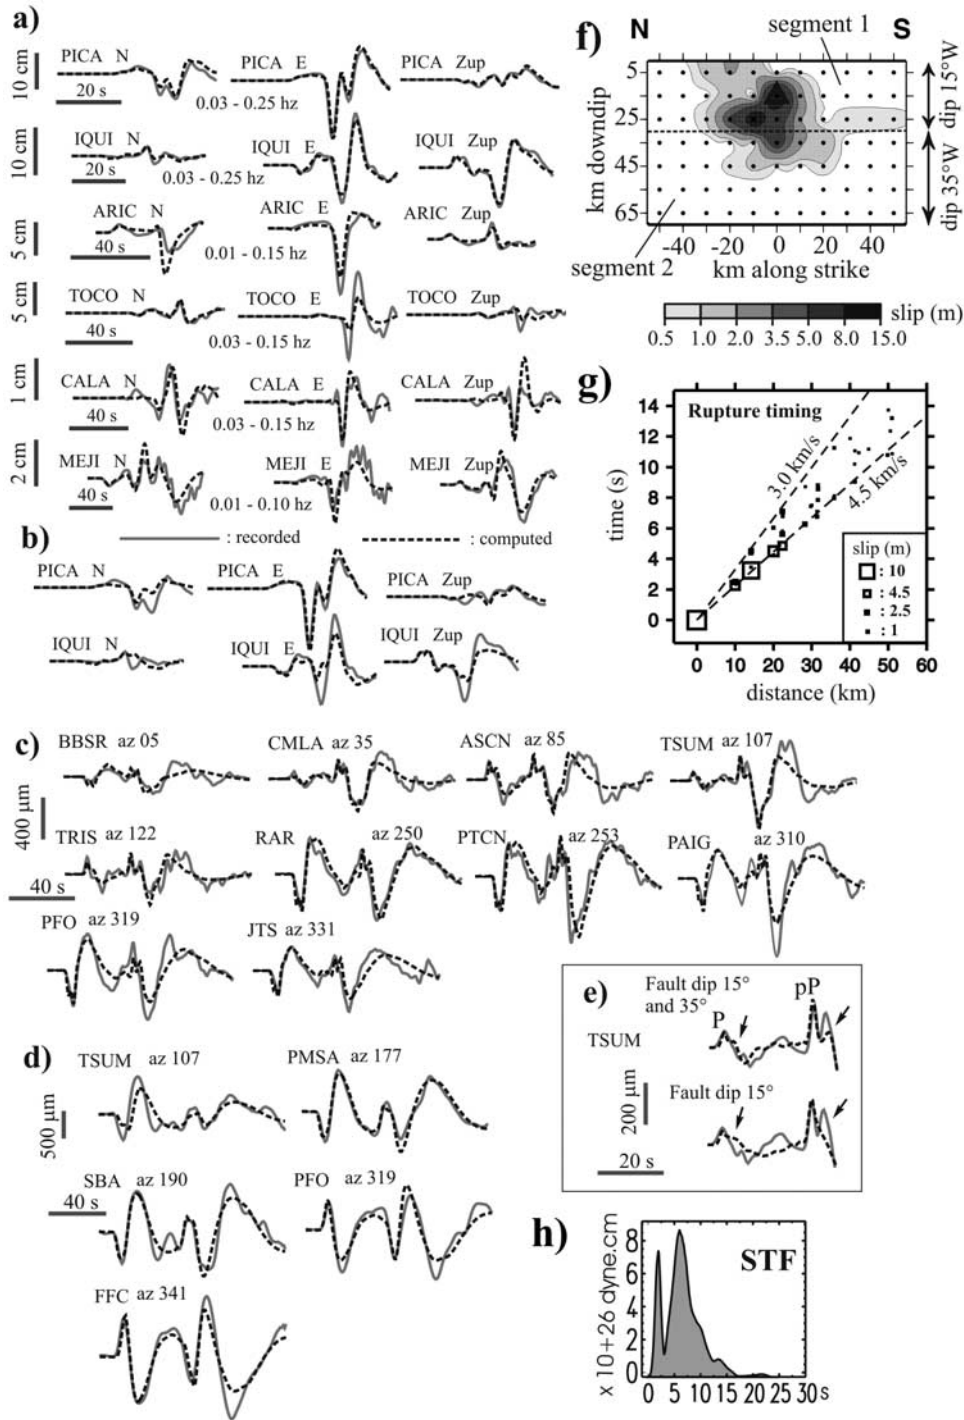 a)
10 cm
PICA N
PICA E
PICA Zup
20 s
0.03 - 0.25 hz
10 cm
IQUI N
IQUI E
IQUI Zup
20 s
0.03 - 0.25 hz
5 cm
ARIC N
ARIC E
ARIC Zup
40 s
0.01 - 0.15 hz
5 cm
TOCO N
TOCO E
TOCO Zup
40 s
0.03 - 0.15 hz
1 cm
CALA N
CALA E
CALA Zup
40 s
0.03 - 0.15 hz
2 cm
MEJI N
MEJI E
MEJI Zup
40 s
0.01 - 0.10 hz
b)
: recorded
: computed
PICA N
PICA E
PICA Zup
IQUI N
IQUI E
IQUI Zup
c)
BBSR az 05
CMLA az 35
ASCN az 85
TSUM az 107
400 μm
TRIS az 122
RAR az 250
PTCN az 253
PAIG az 310
40 s
PFO az 319
JTS az 331
d)
TSUM az 107
PMSA az 177
500 μm
SBA az 190
PFO az 319
40 s
FFC az 341
e)
Fault dip 15°
and 35°
P
pP
TSUM
Fault dip 15°
200 μm
20 s
f)
N
segment 1
S
5
25
45
65
km downdip
dip 15°W
dip 35°W
-40 -20 0 20 40
segment 2
km along strike
slip (m)
0.5 1.0 2.0 3.5 5.0 8.0 15.0
g)
Rupture timing
14
12
10
8
6
4
2
0
time (s)
3.0 km/s
4.5 km/s
slip (m)
: 10
: 4.5
: 2.5
: 1
0 10 20 30 40 50 60
distance (km)
h)
STF
8
6
4
2
0
x 10+26 dyne.cm
0 5 10 15 20 25 30 s